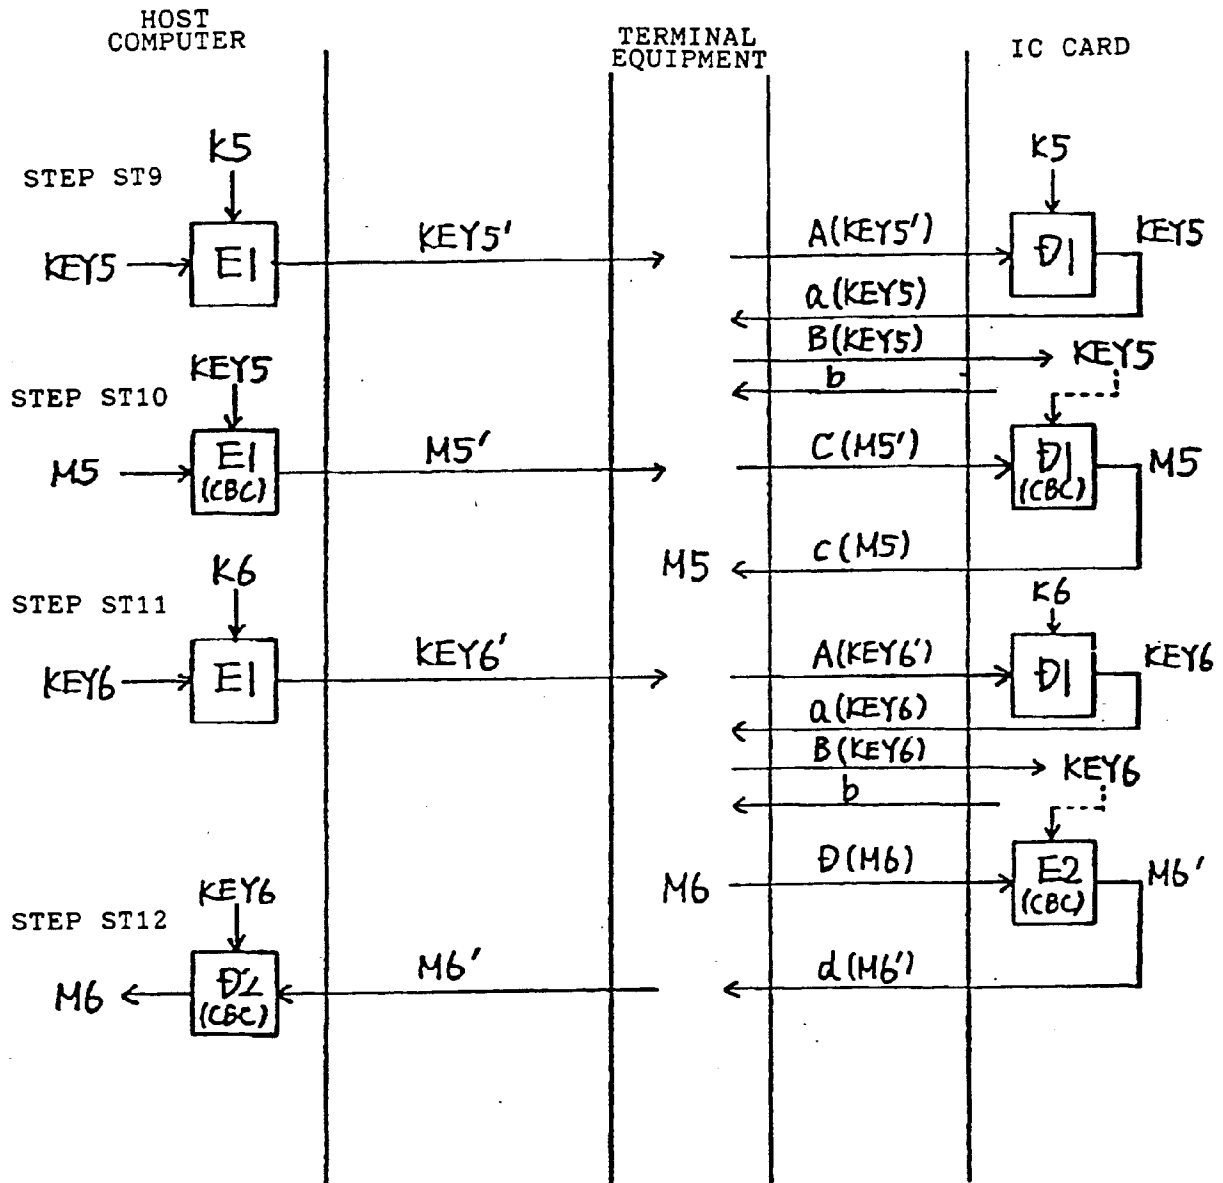 HOST
COMPUTER
TERMINAL
EQUIPMENT
IC CARD
K5
K5
STEP ST9
KEY5
E1
KEY5'
A(KEY5')
D1
KEY5
a(KEY5)
B(KEY5)
KEY5
b
KEY5
STEP ST10
M5
E1
(CBC)
M5'
C(M5')
D1
(CBC)
M5
c(M5)
M5
K6
K6
STEP ST11
KEY6
E1
KEY6'
A(KEY6')
D1
KEY6
a(KEY6)
B(KEY6)
KEY6
b
M6
D(M6)
E2
(CBC)
M6'
KEY6
STEP ST12
M6
D2
(CBC)
M6'
d(M6')